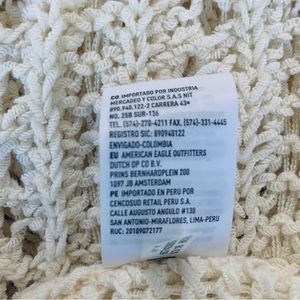 CO IMPORTADO POR INDUSTRIA
MERCADEO Y COLOR S.A.S NIT
890.940.122-2 CARRERA 43ª
NO. 25B SUR-136
TEL. (574)-270-4211 FAX. (574)-331-4445
REGISTRO SIC: 890940122
ENVIGADO-COLOMBIA
EU AMERICAN EAGLE OUTFITTERS
DUTCH OP CO B.V.
PRINS BERNHARDPLEIN 200
1097 JB AMSTERDAM
PE IMPORTADO EN PERU POR
CENCOSUD RETAIL PERU S.A.
CALLE AUGUSTO ANGULO #130
SAN ANTONIO-MIRAFLORES, LIMA-PERU
RUC: 20109072177